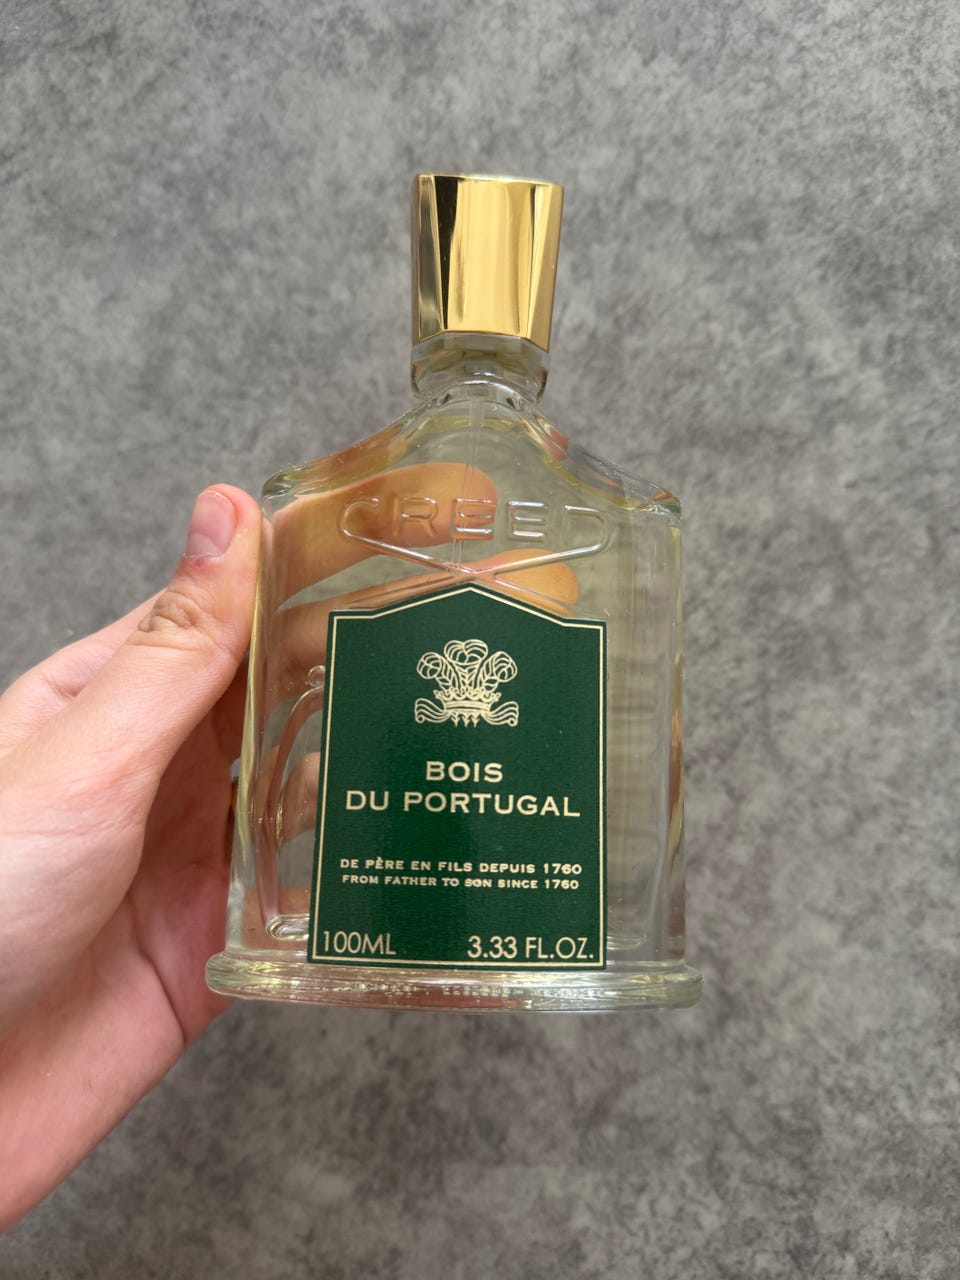 CREED
BOIS
DU PORTUGAL
DE PÈRE EN FILS DEPUIS 1760
FROM FATHER TO SON SINCE 1760
100ML 3.33 FL.OZ.